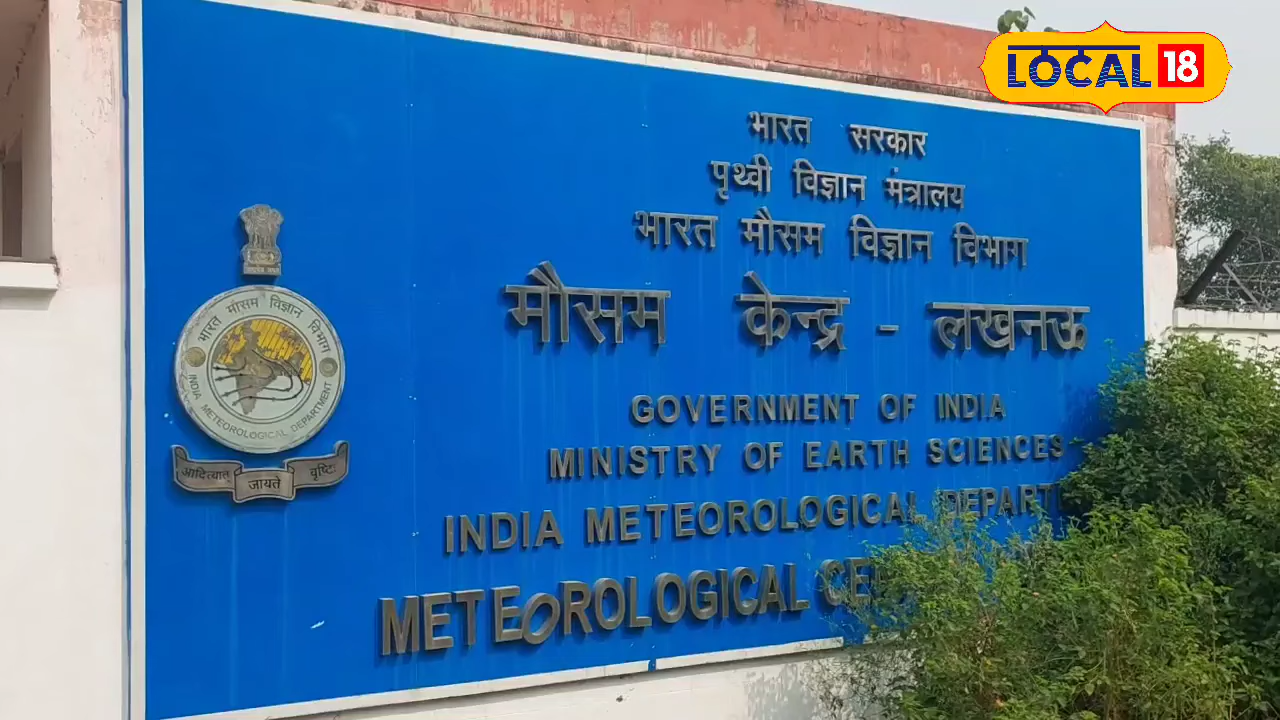 LOCAL 18
भारत सरकार
पृथ्वी विज्ञान मंत्रालय
भारत मौसम विज्ञान विभाग
मौसम केन्द्र - लखनऊ
GOVERNMENT OF INDIA
MINISTRY OF EARTH SCIENCES
INDIA METEOROLOGICAL
METEOROLOGICAL
भारत मौसम विज्ञान विभाग
INDIA METEOROLOGICAL DEPARTMENT
आदित्यात् जायते वृष्टिः